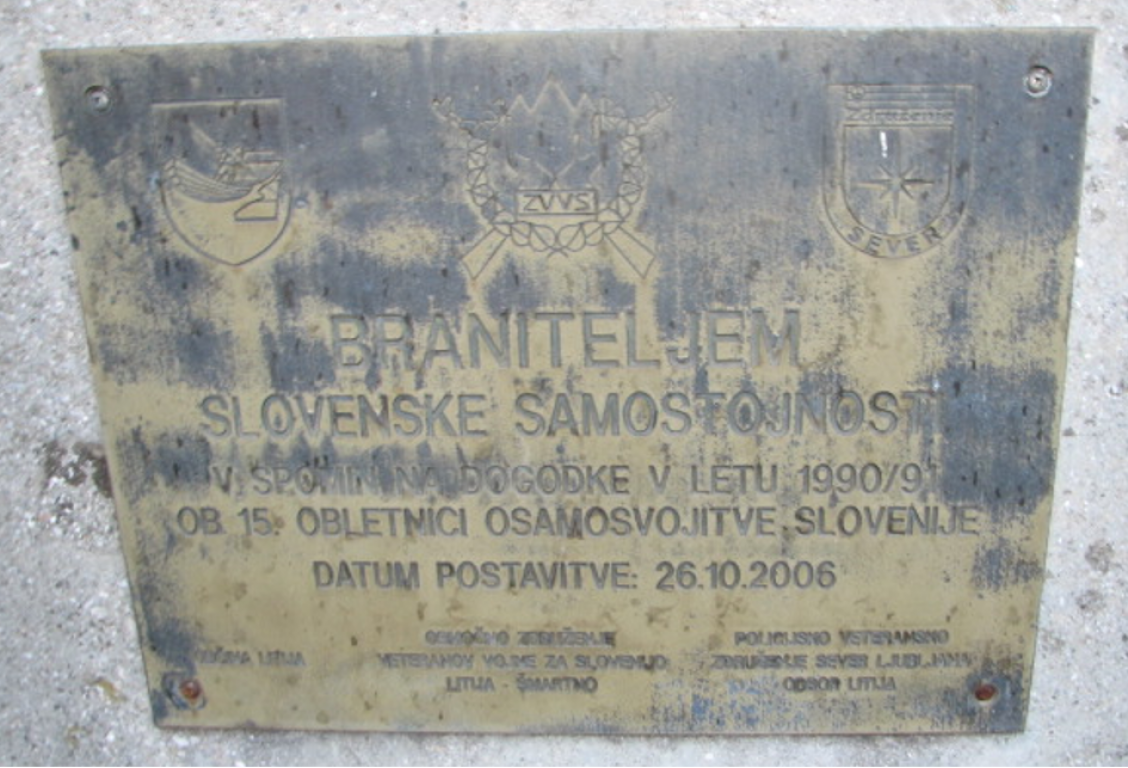 Združenje
ZVVS
SEVER
BRANITELJEM
SLOVENSKE SAMOSTOJNOSTI
V SPOMIN NA DOGODKE V LETU 1990/91
OB 15. OBLETNICI OSAMOSVOJITVE SLOVENIJE
DATUM POSTAVITVE: 26.10.2006
OBČINA LITIJA
OBMOČNO ZDRUŽENJE
VETERANOV VOJNE ZA SLOVENIJO
LITIJA - ŠMARTNO
POLICIJSKO VETERANSKO
ZDRUŽENJE SEVER LJUBLJANA
ODBOR LITIJA